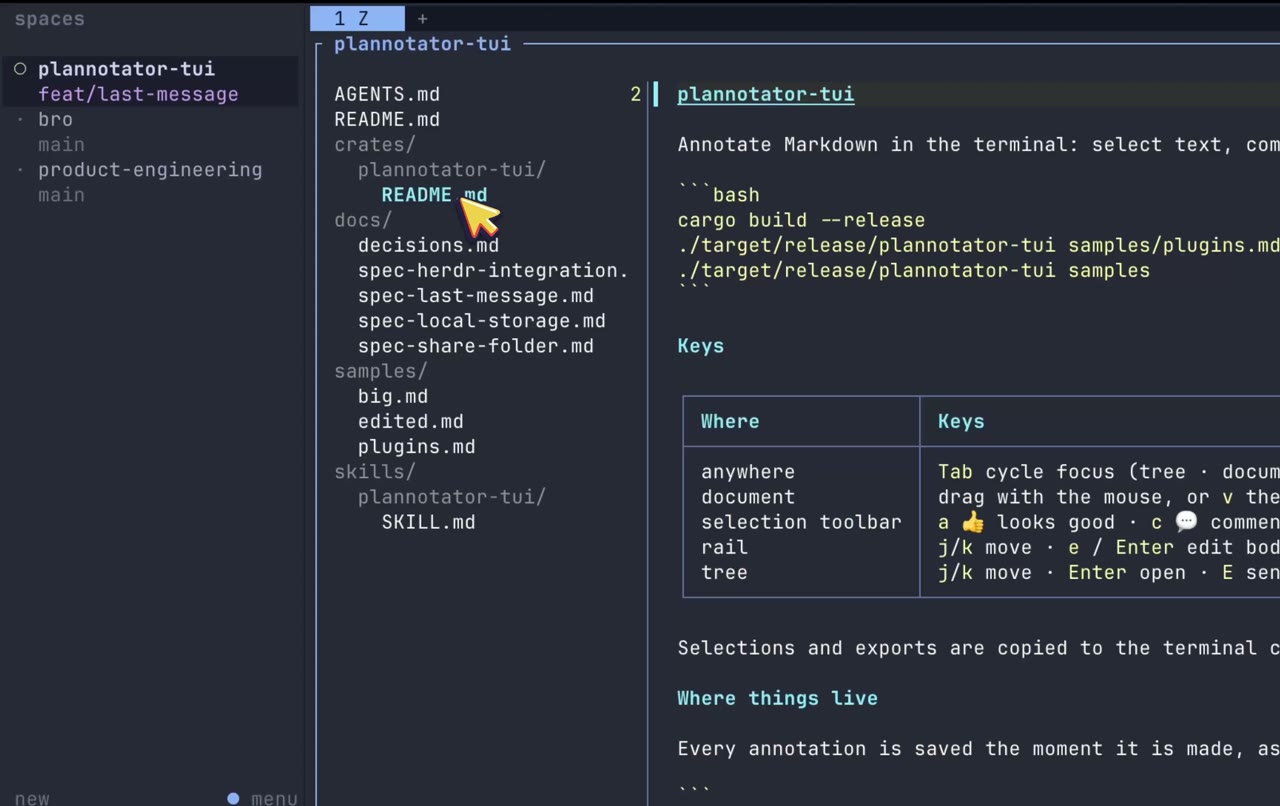 spaces
plannotator-tui
feat/last-message
bro
main
product-engineering
main
new
menu
1 Z +
plannotator-tui
AGENTS.md 2
README.md
crates/
plannotator-tui/
README.md
docs/
decisions.md
spec-herdr-integration.
spec-last-message.md
spec-local-storage.md
spec-share-folder.md
samples/
big.md
edited.md
plugins.md
skills/
plannotator-tui/
SKILL.md
plannotator-tui
Annotate Markdown in the terminal: select text, com
```bash
cargo build --release
./target/release/plannotator-tui samples/plugins.md
./target/release/plannotator-tui samples
```
Keys
Where Keys
anywhere Tab cycle focus (tree · docum
document drag with the mouse, or v the
selection toolbar a 👍 looks good · c 💬 commen
rail j/k move · e / Enter edit bod
tree j/k move · Enter open · E sen
Selections and exports are copied to the terminal c
Where things live
Every annotation is saved the moment it is made, as
```